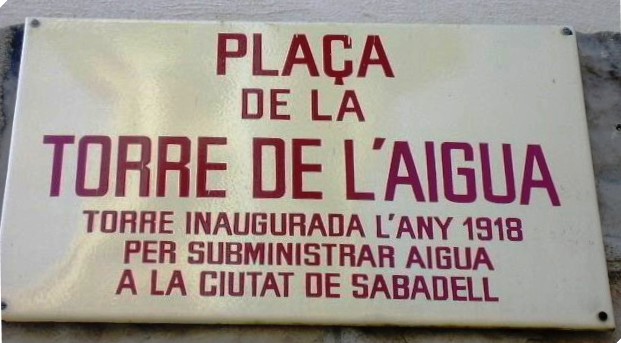 PLAÇA
DE LA
TORRE DE L'AIGUA
TORRE INAUGURADA L'ANY 1918
PER SUBMINISTRAR AIGUA
A LA CIUTAT DE SABADELL